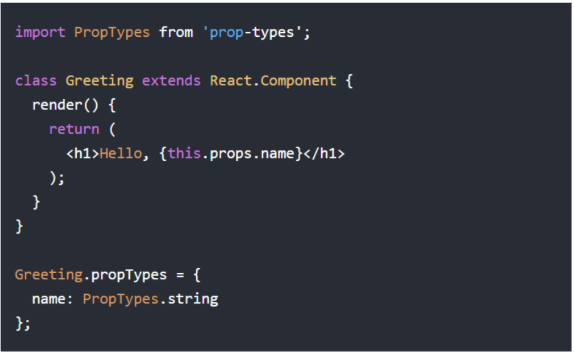 import PropTypes from 'prop-types';
class Greeting extends React.Component {
render() {
return (
<h1>Hello, {this.props.name}</h1>
);
}
}
Greeting.propTypes = {
name: PropTypes.string
};